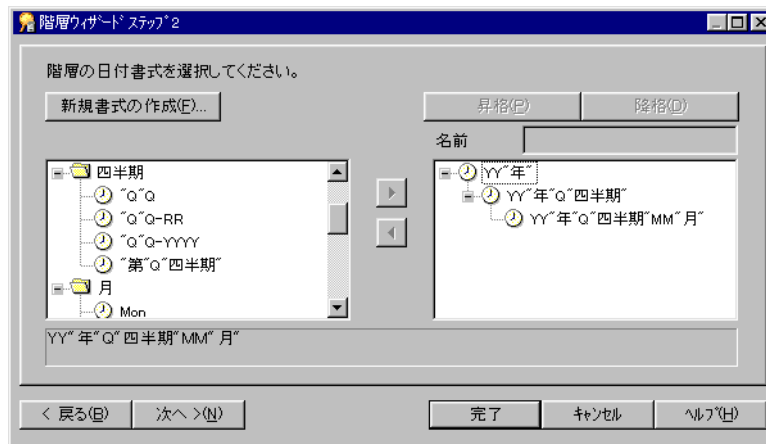 階層ｳｨｻﾞｰﾄﾞ ｽﾃｯﾌﾟ2
階層の日付書式を選択してください。
新規書式の作成(F)...
昇格(P)
降格(D)
名前
四半期
"Q"Q
"Q"Q-RR
"Q"Q-YYYY
"第"Q"四半期"
月
Mon
YY"年"
YY"年"Q"四半期"
YY"年"Q"四半期"MM"月"
YY"年"Q"四半期"MM"月"
< 戻る(B)
次へ >(N)
完了
ｷｬﾝｾﾙ
ﾍﾙﾌﾟ(H)